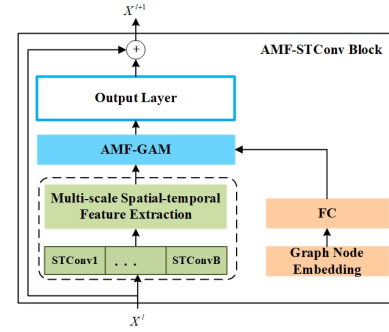 X^{l+1}
+
AMF-STConv Block
Output Layer
AMF-GAM
Multi-scale Spatial-temporal
Feature Extraction
STConv1 ... STConvB
FC
Graph Node
Embedding
X^l